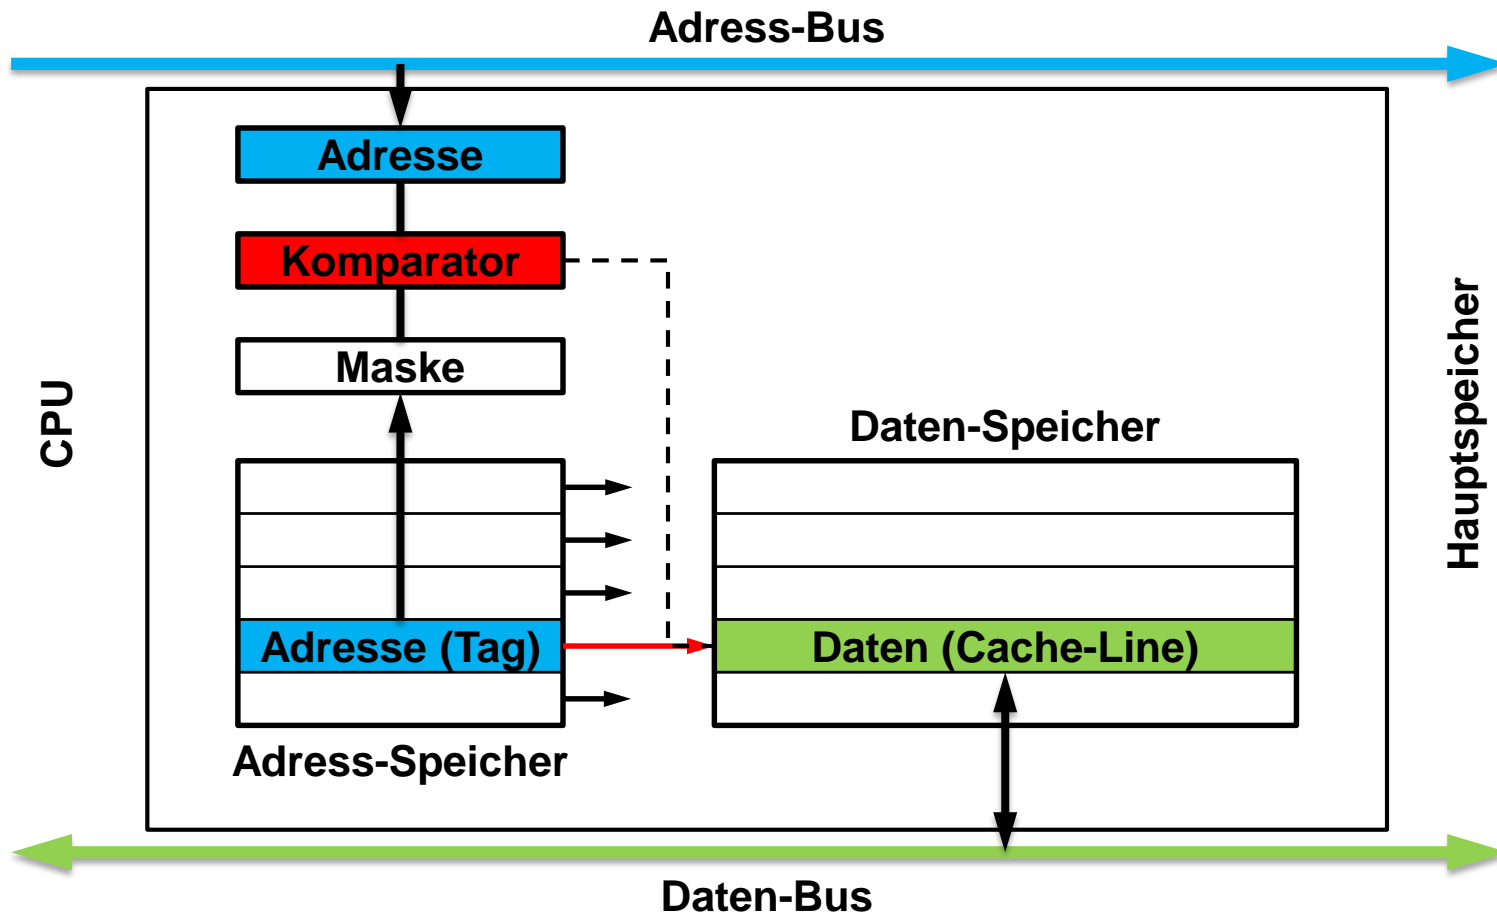 Adress-Bus
Adresse
Komparator
Maske
CPU
Hauptspeicher
Daten-Speicher
Adresse (Tag)
Daten (Cache-Line)
Adress-Speicher
Daten-Bus